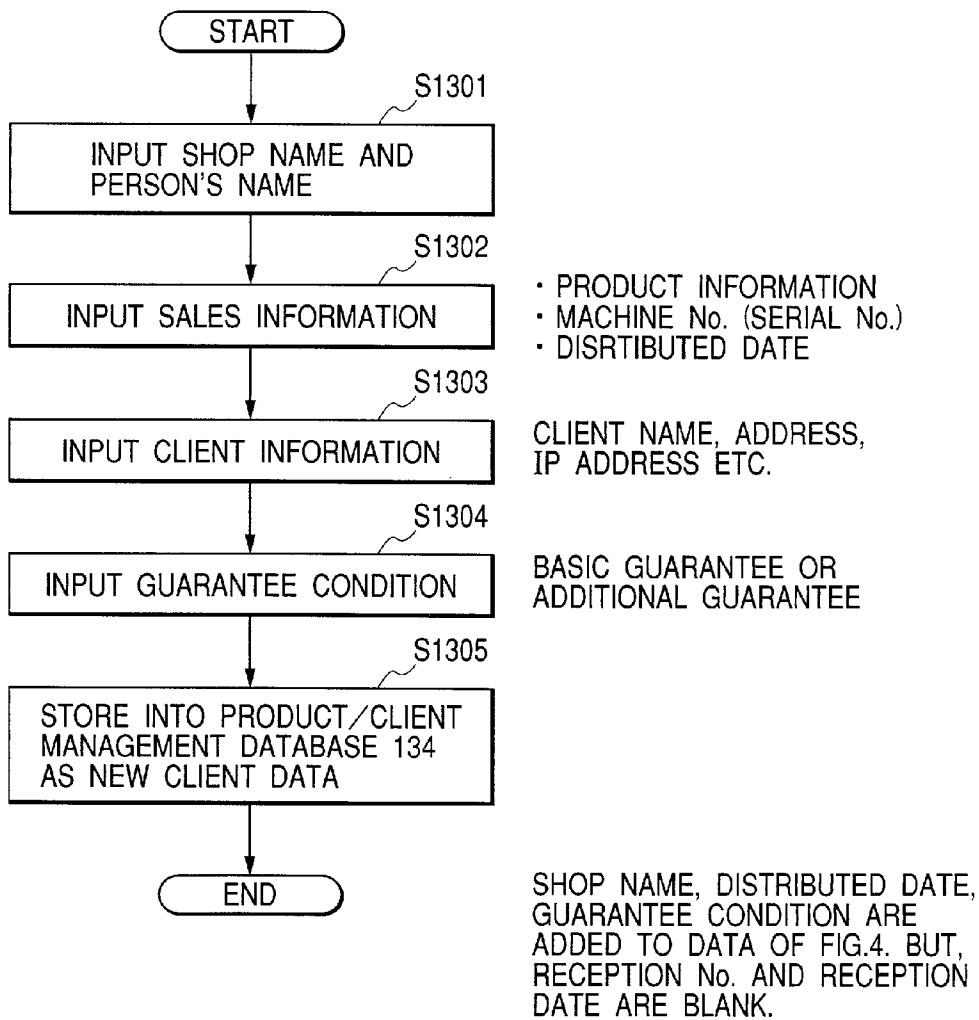 START
S1301
INPUT SHOP NAME AND
PERSON'S NAME
S1302
INPUT SALES INFORMATION
· PRODUCT INFORMATION
· MACHINE No. (SERIAL No.)
· DISRTIBUTED DATE
S1303
INPUT CLIENT INFORMATION
CLIENT NAME, ADDRESS,
IP ADDRESS ETC.
S1304
INPUT GUARANTEE CONDITION
BASIC GUARANTEE OR
ADDITIONAL GUARANTEE
S1305
STORE INTO PRODUCT/CLIENT
MANAGEMENT DATABASE 134
AS NEW CLIENT DATA
END
SHOP NAME, DISTRIBUTED DATE,
GUARANTEE CONDITION ARE
ADDED TO DATA OF FIG.4. BUT,
RECEPTION No. AND RECEPTION
DATE ARE BLANK.